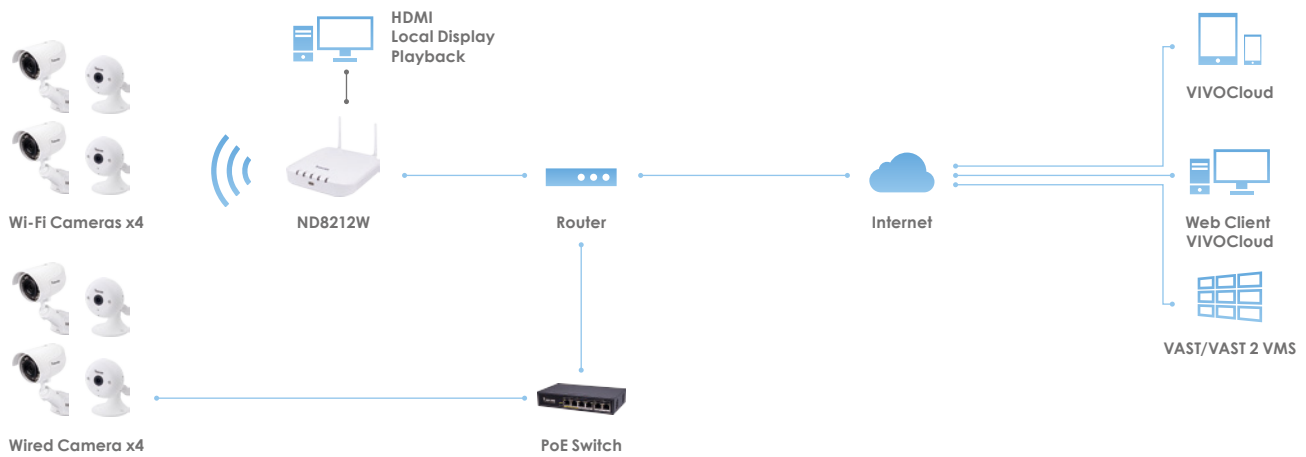 HDMI
Local Display
Playback
VIVOCloud
Wi-Fi Cameras x4
ND8212W
Router
Internet
Web Client
VIVOCloud
VAST/VAST 2 VMS
Wired Camera x4
PoE Switch